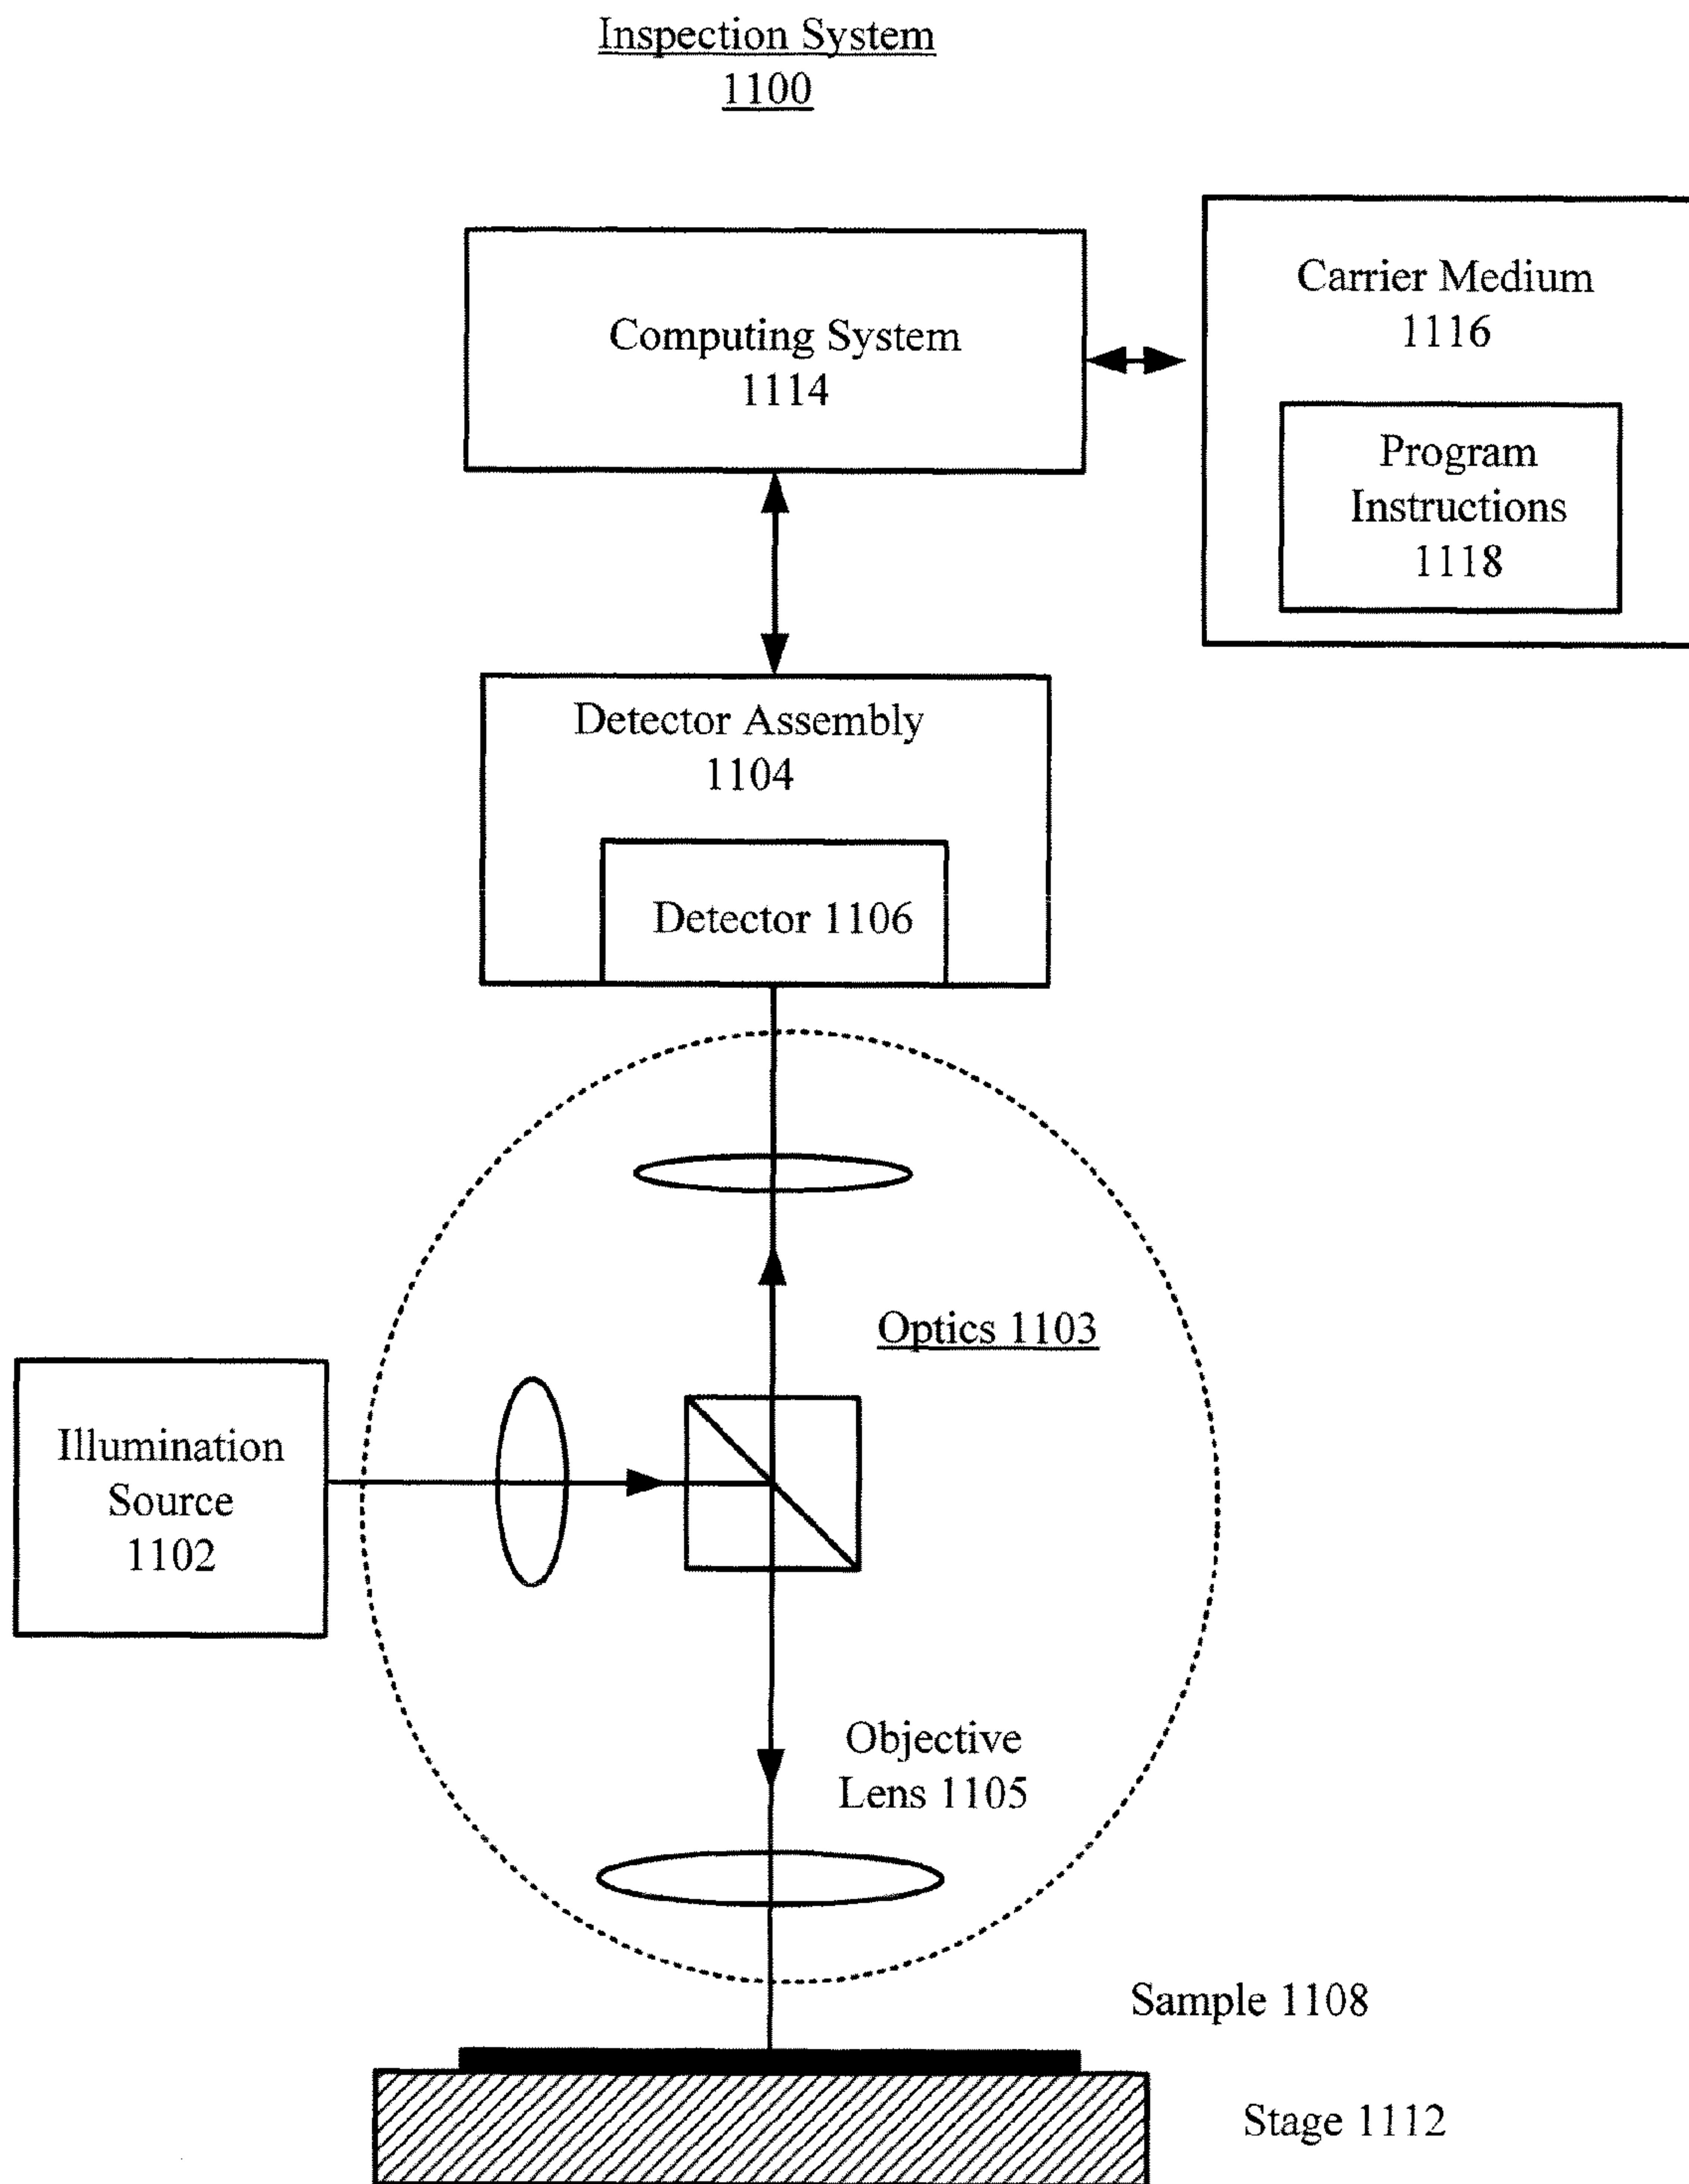 Inspection System
1100
Computing System
1114
Carrier Medium
1116
Program
Instructions
1118
Detector Assembly
1104
Detector 1106
Optics 1103
Illumination
Source
1102
Objective
Lens 1105
Sample 1108
Stage 1112